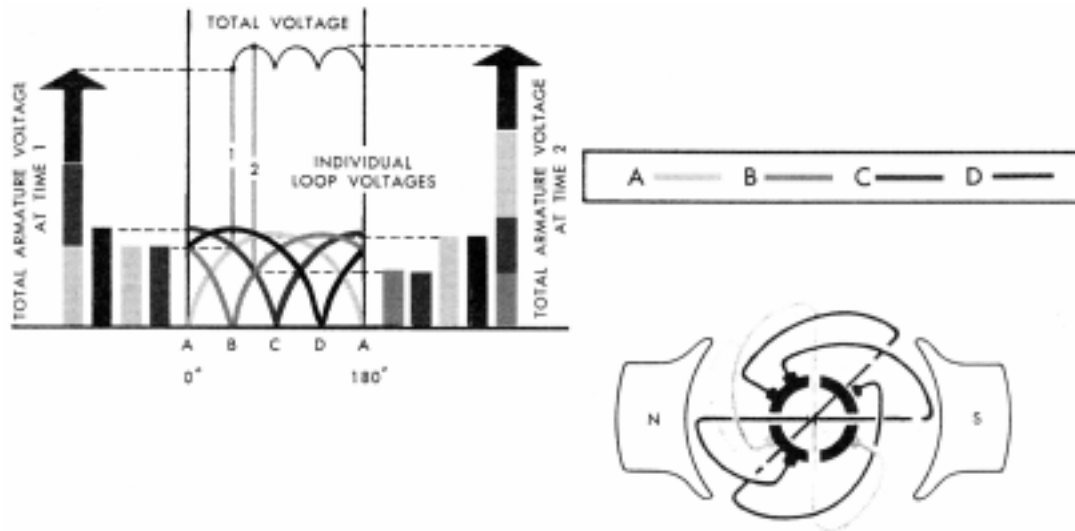 TOTAL VOLTAGE
TOTAL ARMATURE VOLTAGE
AT TIME 1
1
2
INDIVIDUAL
LOOP VOLTAGES
TOTAL ARMATURE VOLTAGE
AT TIME 2
A B C D A
0° 180°
A B C D
N S